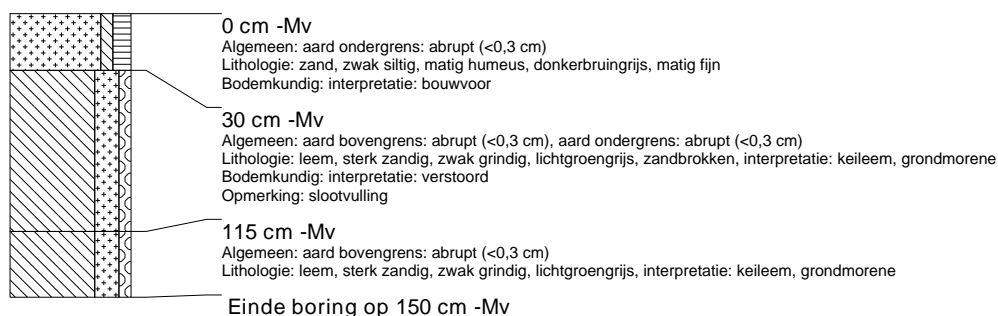 0 cm -Mv
Algemeen: aard ondergrens: abrupt (<0,3 cm)
Lithologie: zand, zwak siltig, matig humeus, donkerbruingrijs, matig fijn
Bodemkundig: interpretatie: bouwvoor
30 cm -Mv
Algemeen: aard bovengrens: abrupt (<0,3 cm), aard ondergrens: abrupt (<0,3 cm)
Lithologie: leem, sterk zandig, zwak grindig, lichtgroengrijs, zandbrokken, interpretatie: keileem, grondmorene
Bodemkundig: interpretatie: verstoord
Opmerking: slootvulling
115 cm -Mv
Algemeen: aard bovengrens: abrupt (<0,3 cm)
Lithologie: leem, sterk zandig, zwak grindig, lichtgroengrijs, interpretatie: keileem, grondmorene
Einde boring op 150 cm -Mv